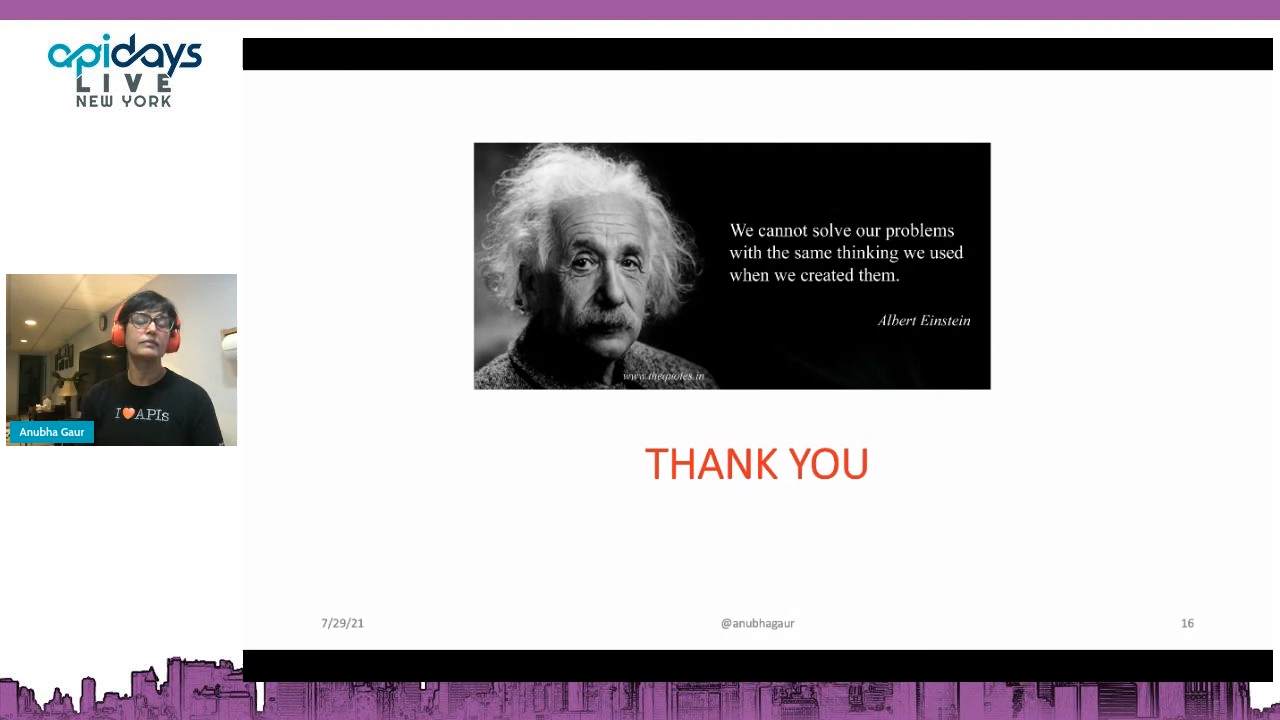 apidays
LIVE
NEW YORK
We cannot solve our problems
with the same thinking we used
when we created them.
Albert Einstein
www.thequotes.in
I ❤ APIs
Anubha Gaur
THANK YOU
7/29/21
@anubhagaur
16